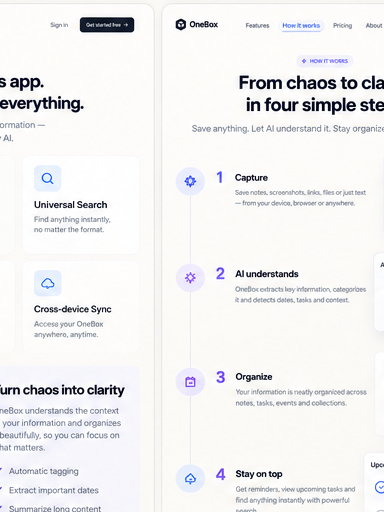 Sign in
Get started free →
s app.
everything.
ormation —
AI.
Universal Search
Find anything instantly,
no matter the format.
Cross-device Sync
Access your OneBox
anywhere, anytime.
urn chaos into clarity
neBox understands the context
your information and organizes
beautifully, so you can focus on
hat matters.
Automatic tagging
Extract important dates
Summarize long content
OneBox
Features
How it works
Pricing
About
HOW IT WORKS
From chaos to cla
in four simple ste
Save anything. Let AI understand it. Stay organize
1
Capture
Save notes, screenshots, links, files or just text
— from your device, browser or anywhere.
2
AI understands
OneBox extracts key information, categorizes
it and detects dates, tasks and context.
A
3
Organize
Your information is neatly organized across
notes, tasks, events and collections.
4
Stay on top
Get reminders, view upcoming tasks and
find anything instantly with powerful
search.
Upco